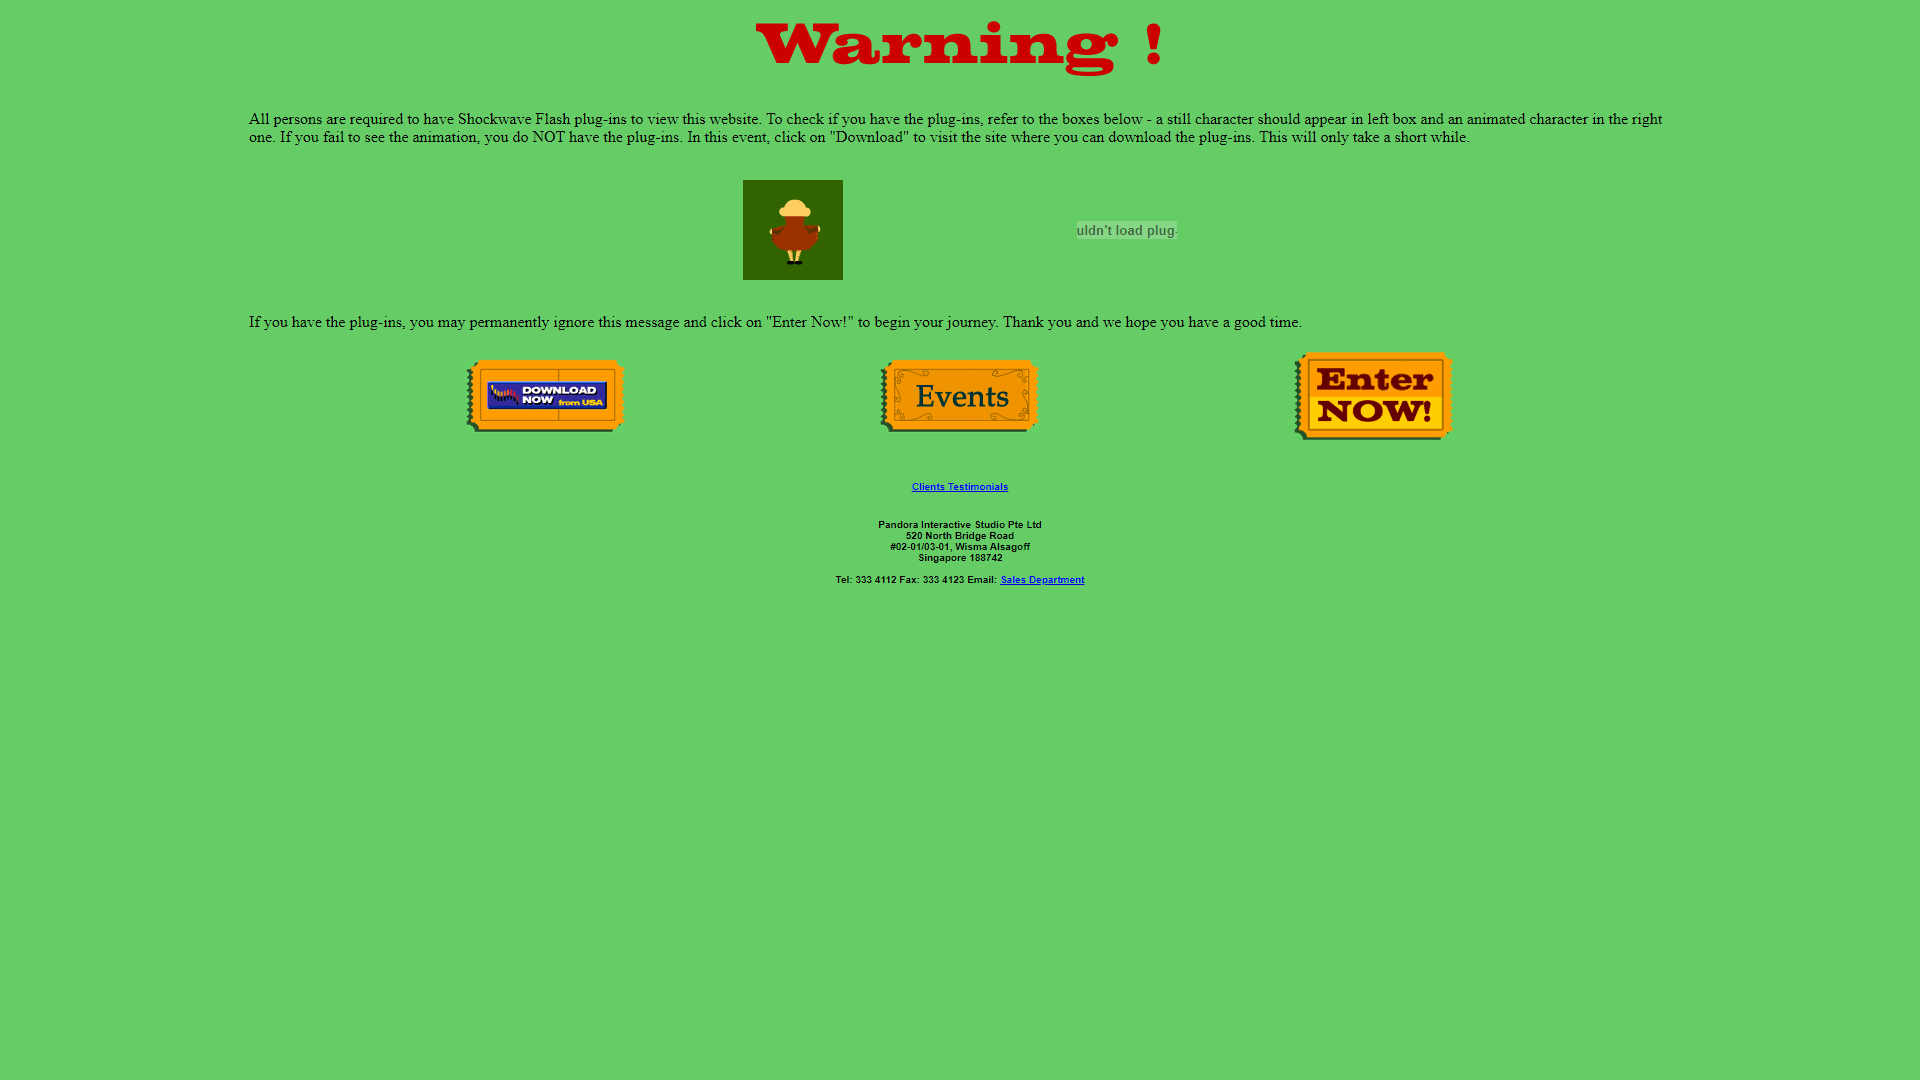 Warning !
All persons are required to have Shockwave Flash plug-ins to view this website. To check if you have the plug-ins, refer to the boxes below - a still character should appear in left box and an animated character in the right
one. If you fail to see the animation, you do NOT have the plug-ins. In this event, click on "Download" to visit the site where you can download the plug-ins. This will only take a short while.
uldn't load plug-
If you have the plug-ins, you may permanently ignore this message and click on "Enter Now!" to begin your journey. Thank you and we hope you have a good time.
DOWNLOAD
NOW from USA
Events
Enter
NOW!
Clients Testimonials
Pandora Interactive Studio Pte Ltd
520 North Bridge Road
#02-01/03-01, Wisma Alsagoff
Singapore 188742
Tel: 333 4112 Fax: 333 4123 Email: Sales Department